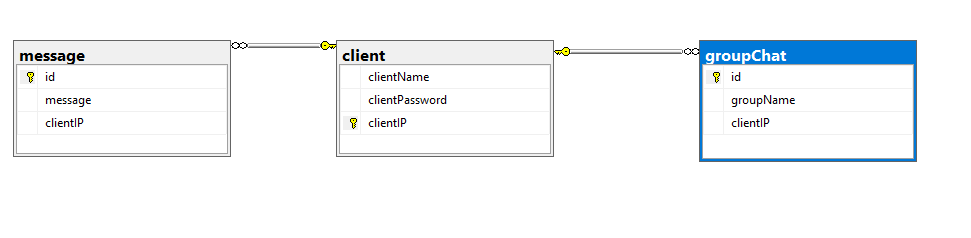 message
id
message
clientIP
client
clientName
clientPassword
clientIP
groupChat
id
groupName
clientIP